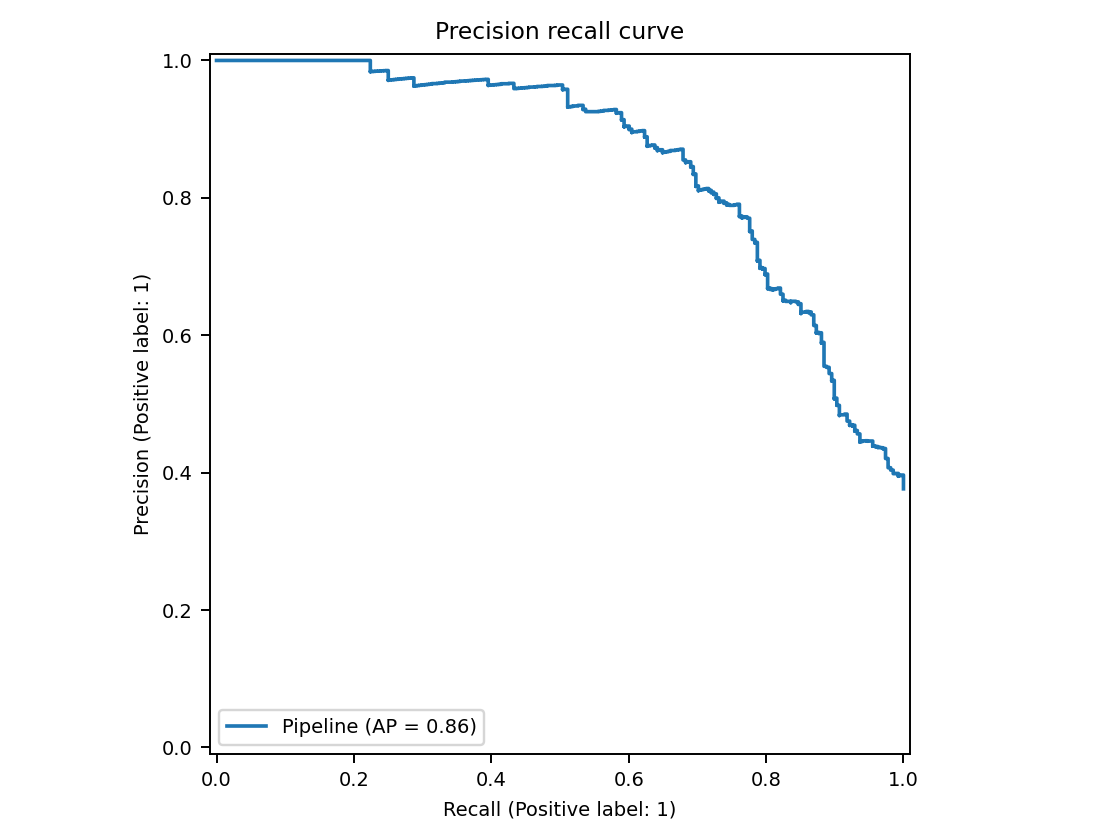 Precision recall curve
1.0
0.8
0.6
0.4
0.2
0.0
Precision (Positive label: 1)
Pipeline (AP = 0.86)
0.0 0.2 0.4 0.6 0.8 1.0
Recall (Positive label: 1)